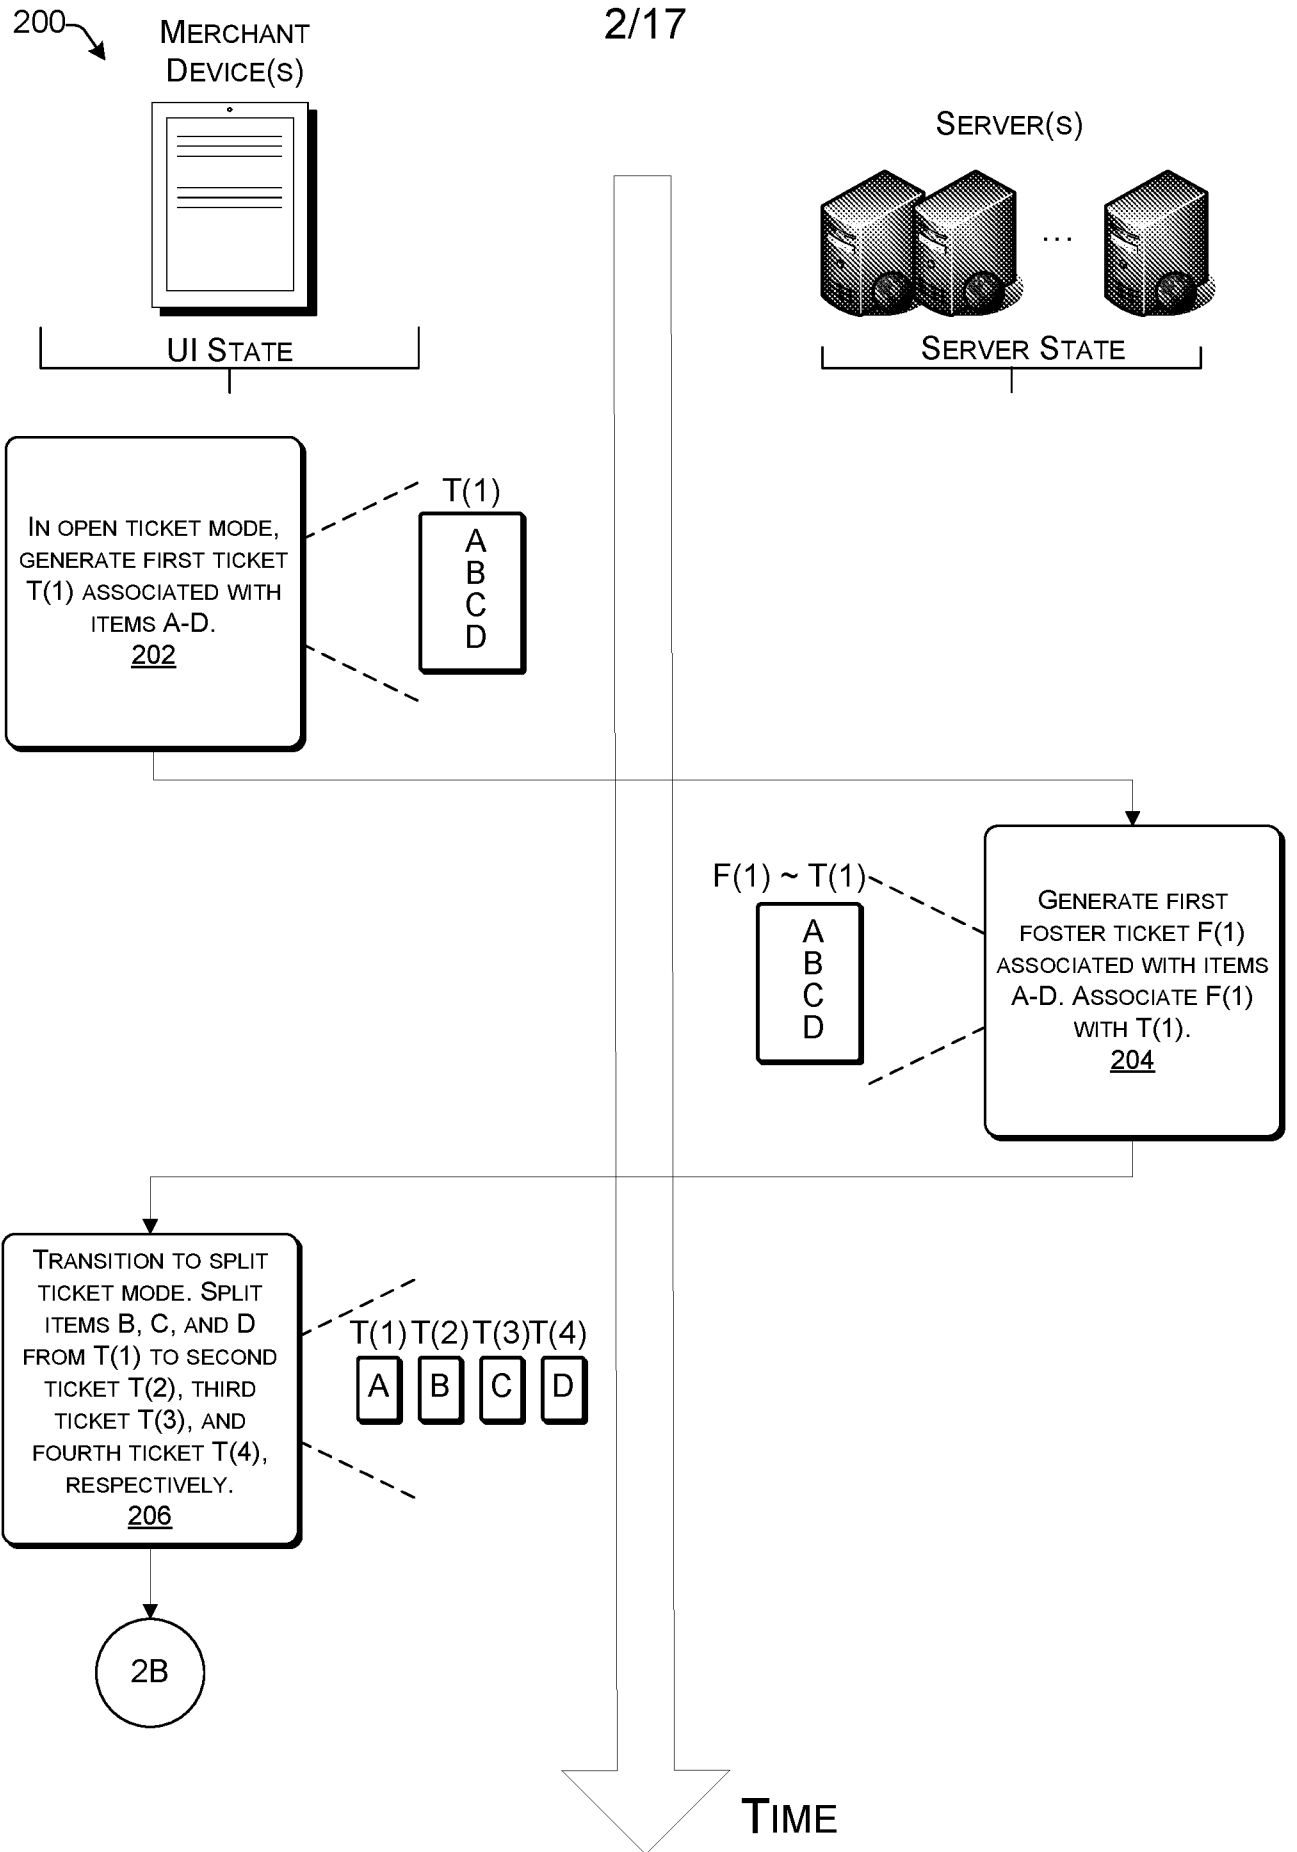 200
2/17
MERCHANT
DEVICE(S)
SERVER(S)
...
UI STATE
SERVER STATE
IN OPEN TICKET MODE,
GENERATE FIRST TICKET
T(1) ASSOCIATED WITH
ITEMS A-D.
202
T(1)
A
B
C
D
F(1) ~ T(1)
A
B
C
D
GENERATE FIRST
FOSTER TICKET F(1)
ASSOCIATED WITH ITEMS
A-D. ASSOCIATE F(1)
WITH T(1).
204
TRANSITION TO SPLIT
TICKET MODE. SPLIT
ITEMS B, C, AND D
FROM T(1) TO SECOND
TICKET T(2), THIRD
TICKET T(3), AND
FOURTH TICKET T(4),
RESPECTIVELY.
206
T(1) T(2) T(3) T(4)
A B C D
2B
TIME